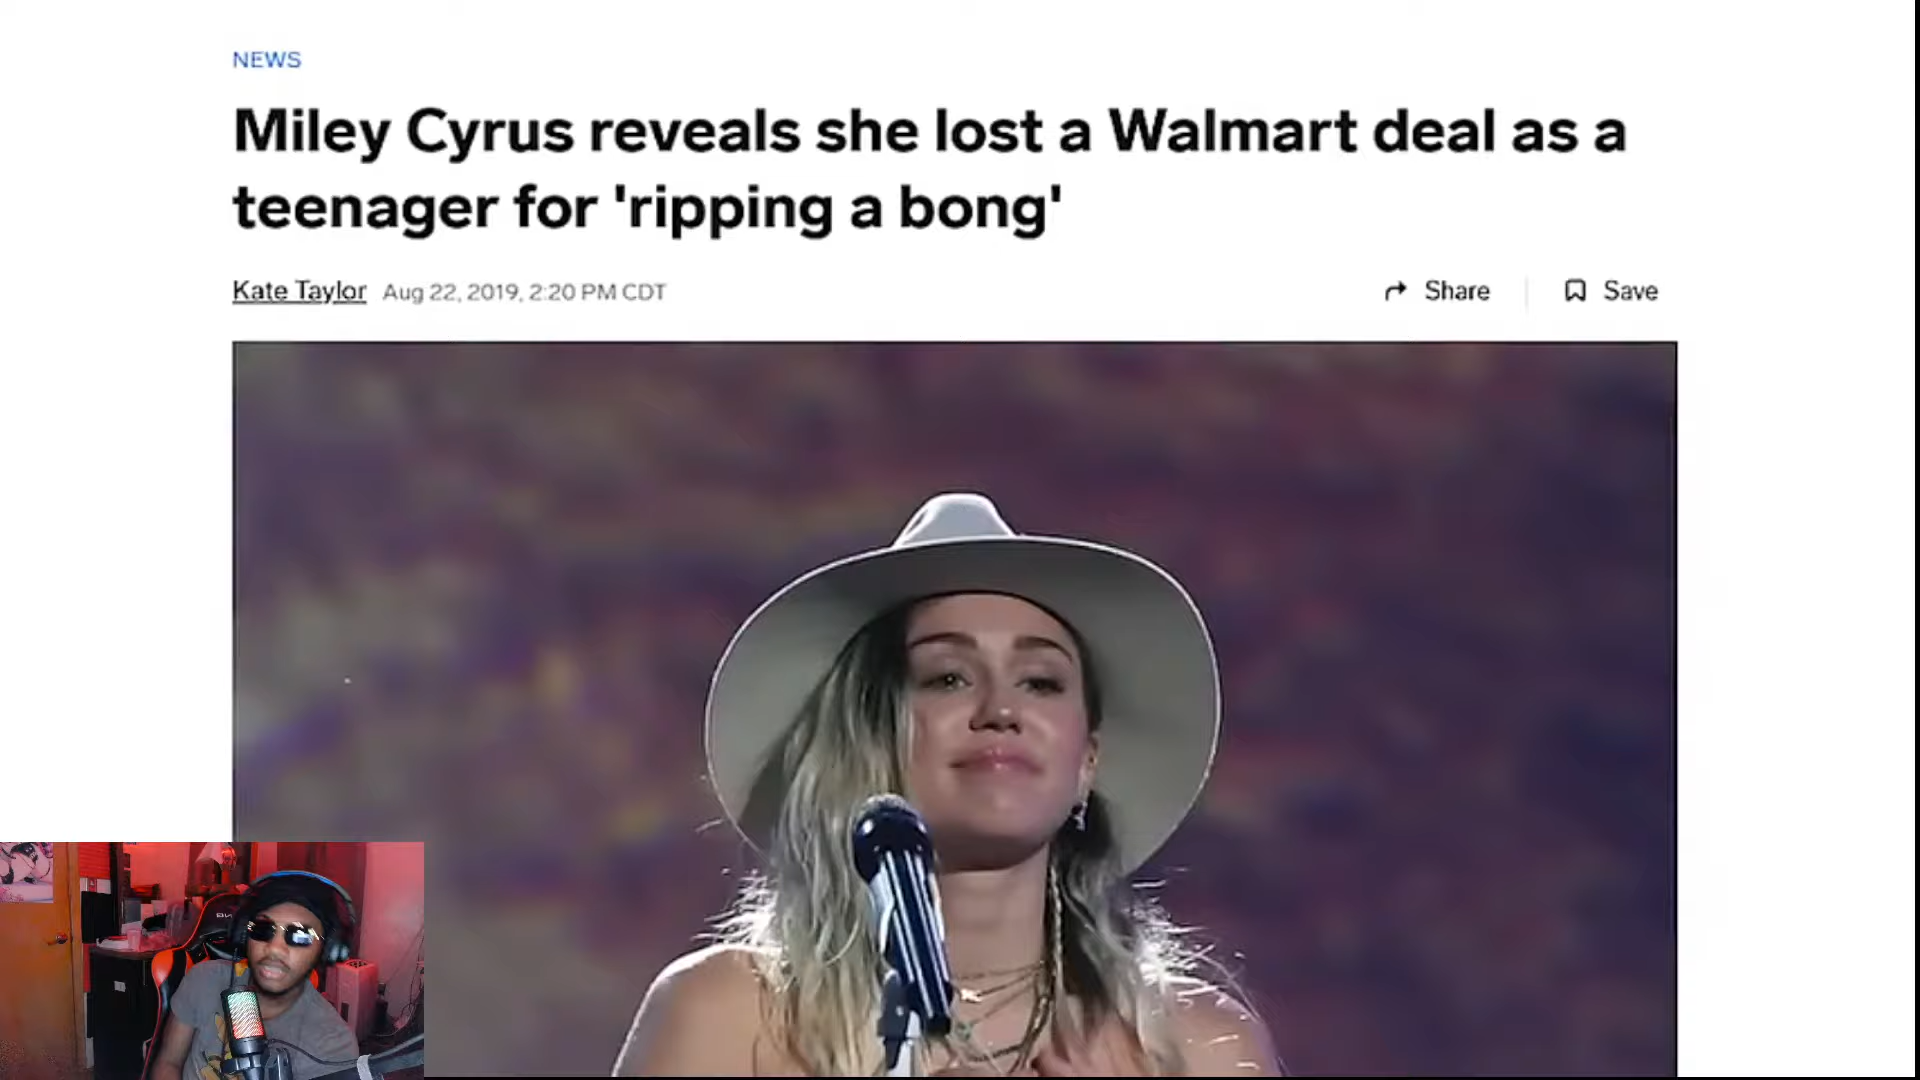 NEWS
Miley Cyrus reveals she lost a Walmart deal as a
teenager for 'ripping a bong'
Kate Taylor Aug 22, 2019, 2:20 PM CDT Share Save